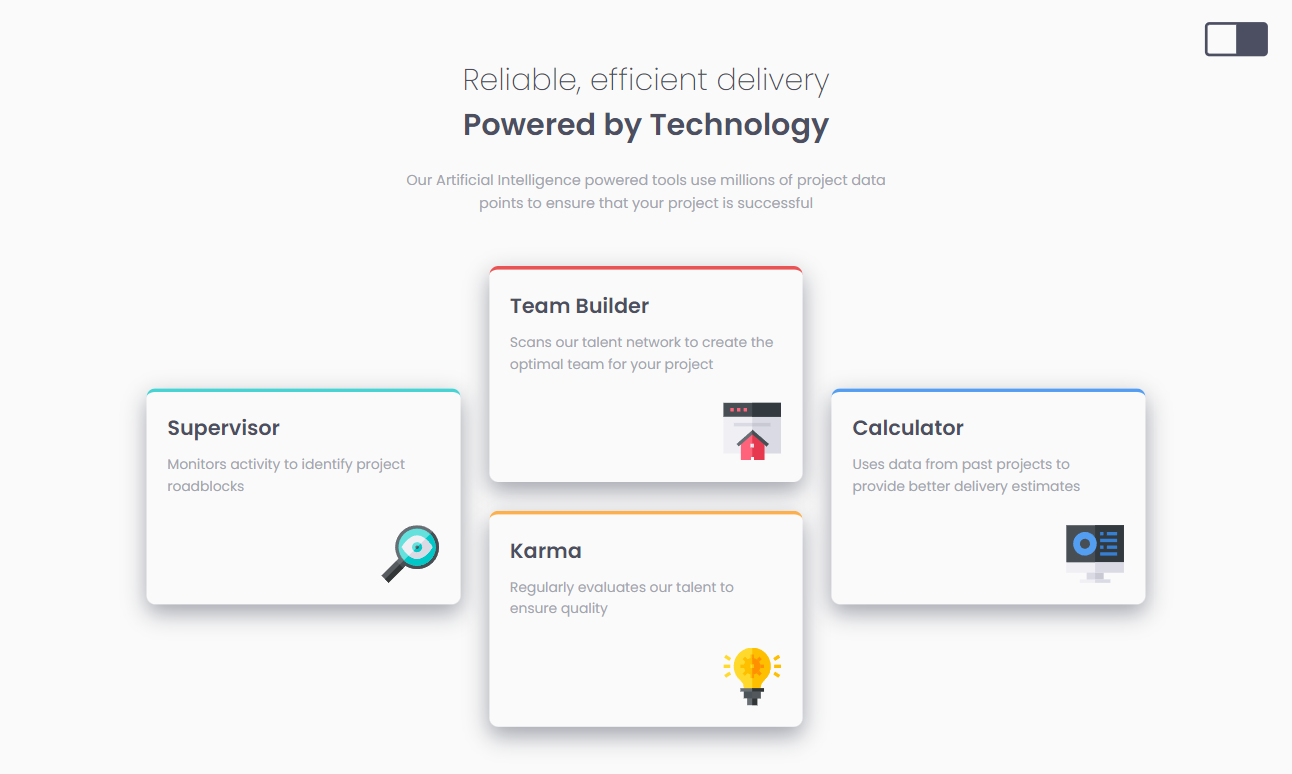 Reliable, efficient delivery
Powered by Technology
Our Artificial Intelligence powered tools use millions of project data
points to ensure that your project is successful
Team Builder
Scans our talent network to create the
optimal team for your project
Supervisor
Monitors activity to identify project
roadblocks
Calculator
Uses data from past projects to
provide better delivery estimates
Karma
Regularly evaluates our talent to
ensure quality